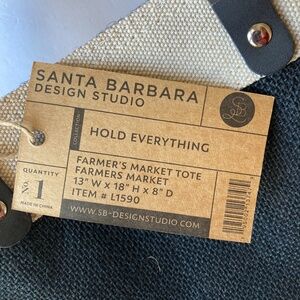 SANTA BARBARA
DESIGN STUDIO
COLLECTION
HOLD EVERYTHING
QUANTITY
No. 1
MADE IN CHINA
FARMER'S MARKET TOTE
FARMERS MARKET
13" W x 18" H x 8" D
ITEM # L1590
WWW.SB-DESIGNSTUDIO.COM